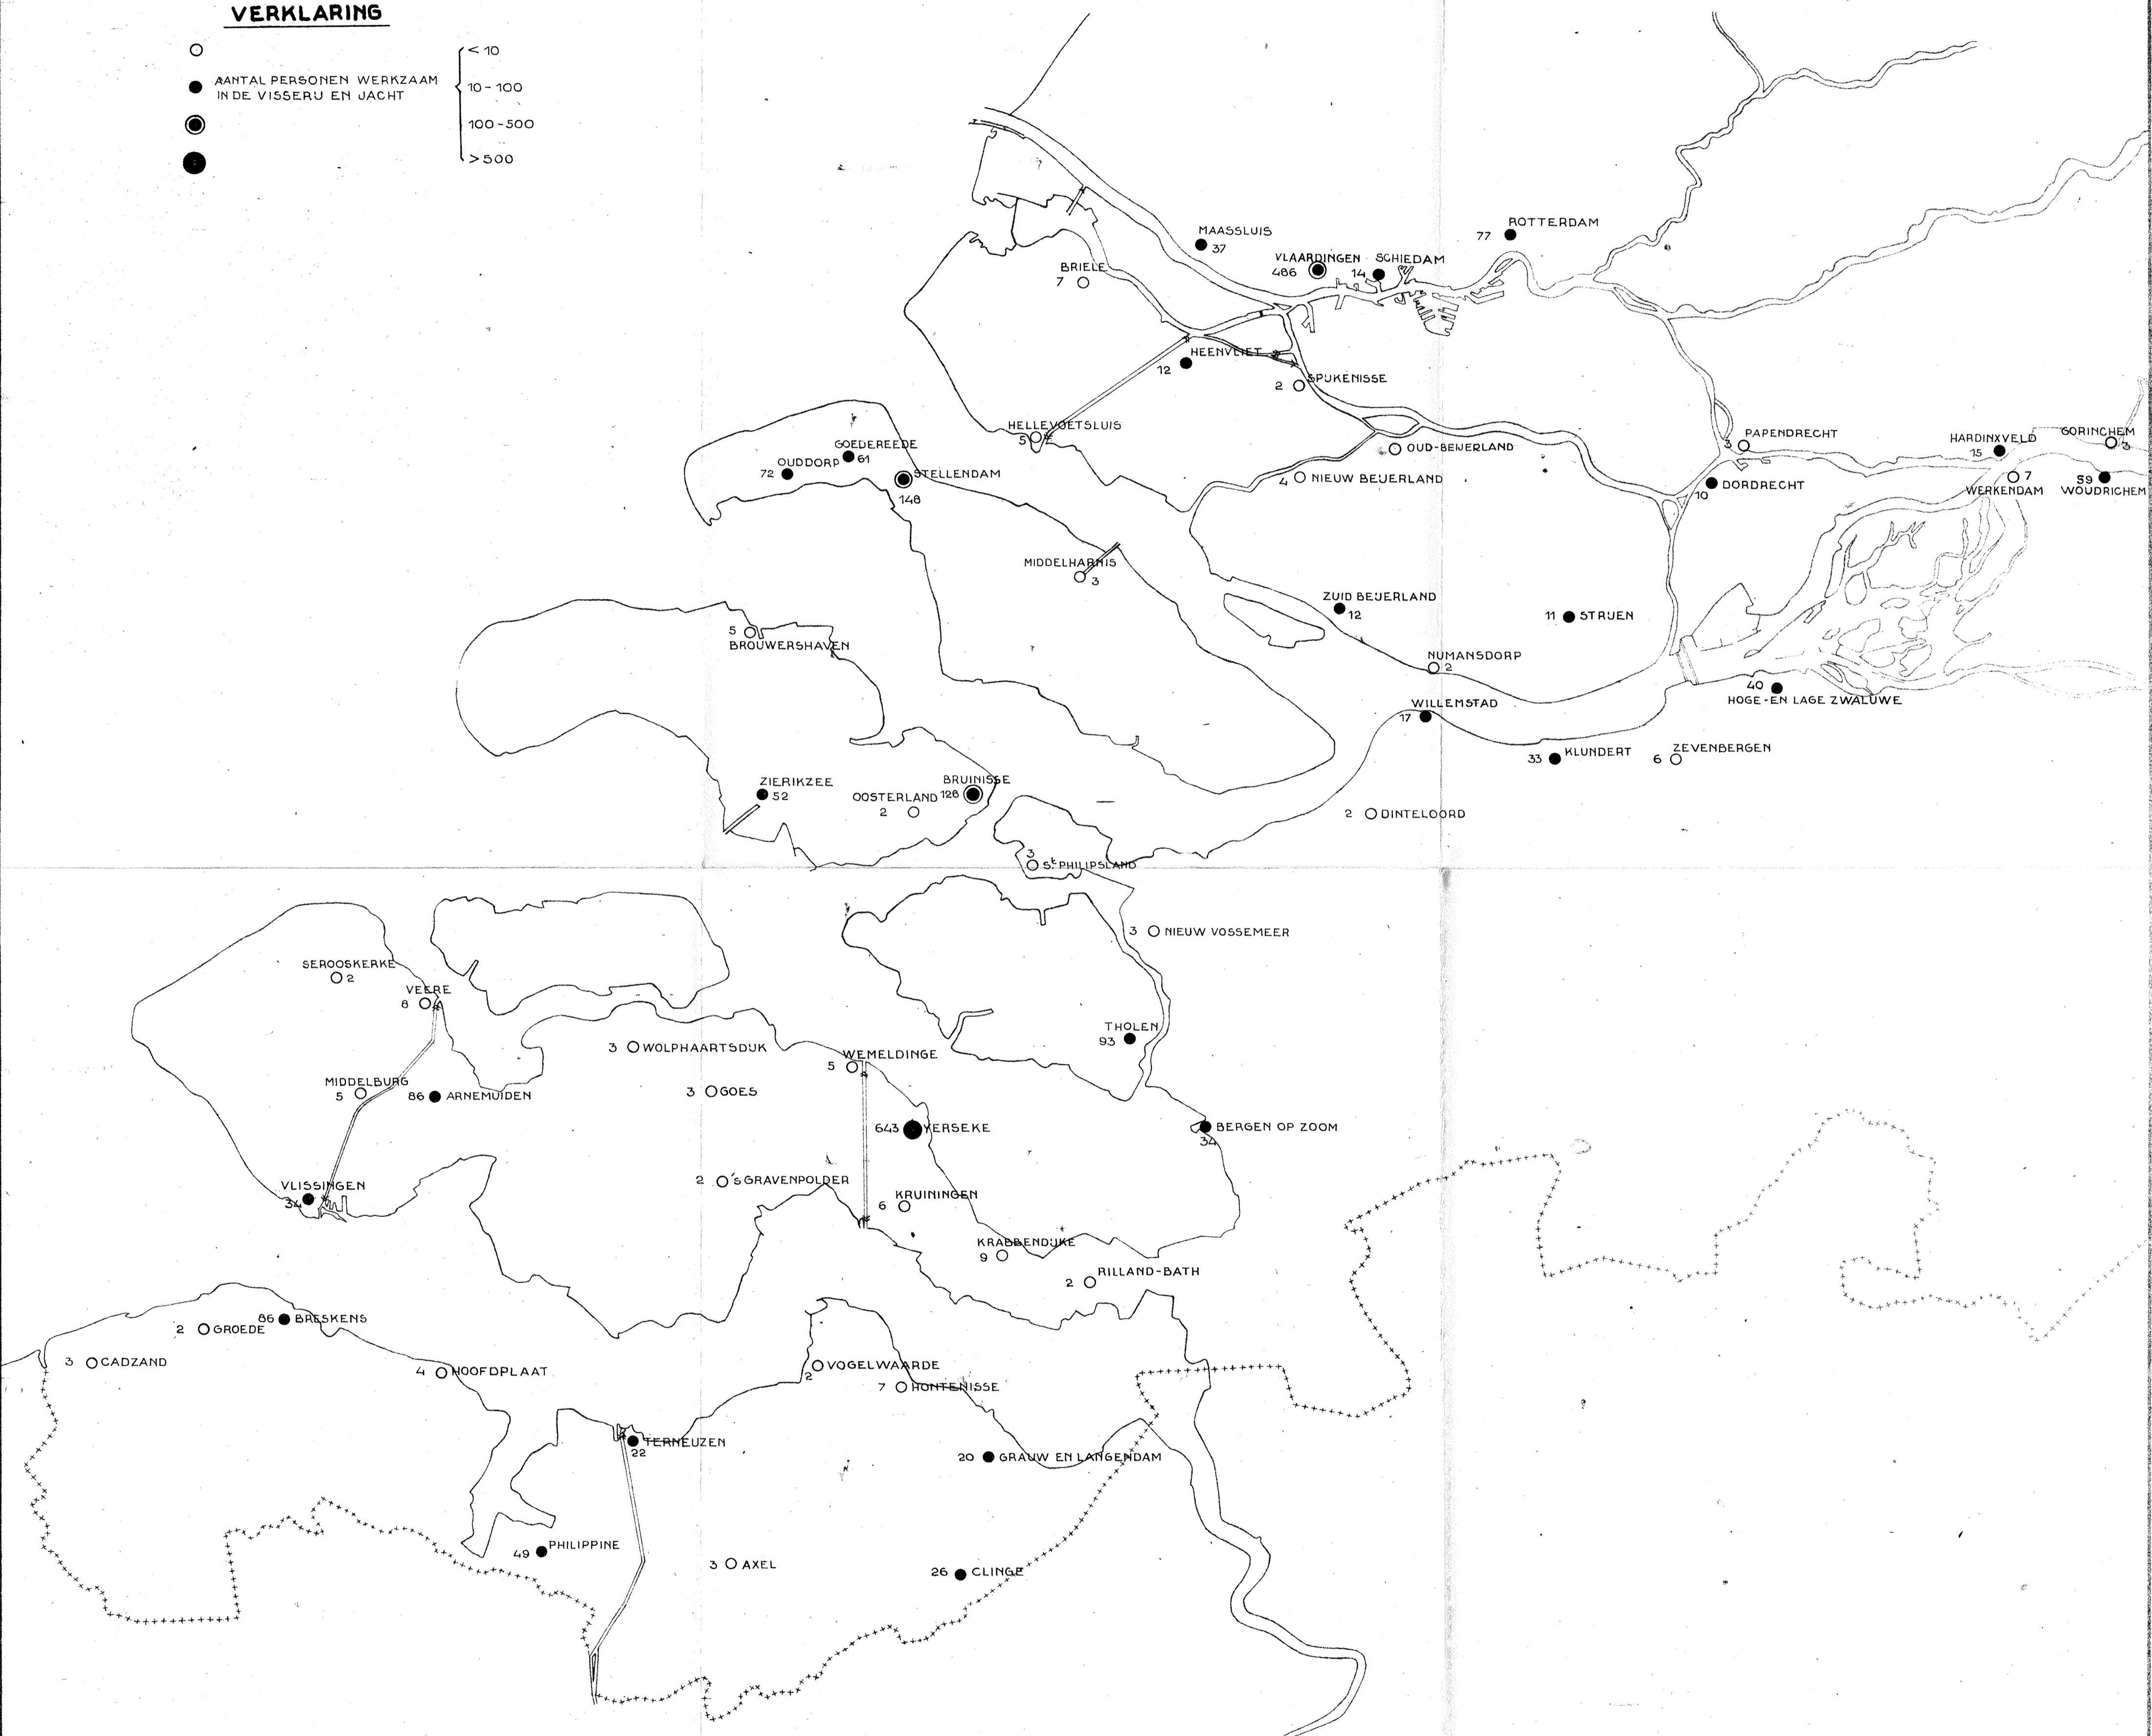 VERKLARING
< 10
AANTAL PERSONEN WERKZAAM
IN DE VISSERIJ EN JACHT
10 - 100
100 - 500
> 500
ROTTERDAM
77
MAASSLUIS
37
VLAARDINGEN
486
SCHIEDAM
14
BRIELE
7
HEENVLIET
12
SPIJKENISSE
2
HELLEVOETSLUIS
5
GOEDEREEDE
61
OUDDORP
72
STELLENDAM
148
OUD-BEIJERLAND
4 NIEUW BEIJERLAND
PAPENDRECHT
3
HARDINXVELD
15
GORINCHEM
3
DORDRECHT
10
7
WERKENDAM
59
WOUDRICHEM
MIDDELHARNIS
3
ZUID BEIJERLAND
12
11 STRIJEN
5
BROUWERSHAVEN
NUMANSDORP
2
40
HOGE-EN LAGE ZWALUWE
WILLEMSTAD
17
33 KLUNDERT
ZEVENBERGEN
6
ZIERIKZEE
52
OOSTERLAND
2
BRUINISSE
128
2 DINTELOORD
3
St PHILIPSLAND
3 NIEUW VOSSEMEER
SEROOSKERKE
2
VEERE
8
THOLEN
93
3 WOLPHAARTSDIJK
WEMELDINGE
5
MIDDELBURG
5
86 ARNEMUIDEN
3 GOES
643 YERSEKE
BERGEN OP ZOOM
34
VLISSINGEN
34
2 's GRAVENPOLDER
KRUININGEN
6
KRABBENDIJKE
9
RILLAND-BATH
2
86 BRESKENS
2 GROEDE
3 CADZAND
4 HOOFDPLAAT
VOGELWAARDE
2
7 HONTENISSE
TERNEUZEN
22
20 GRAUW EN LANGENDAM
PHILIPPINE
49
3 AXEL
26 CLINGE